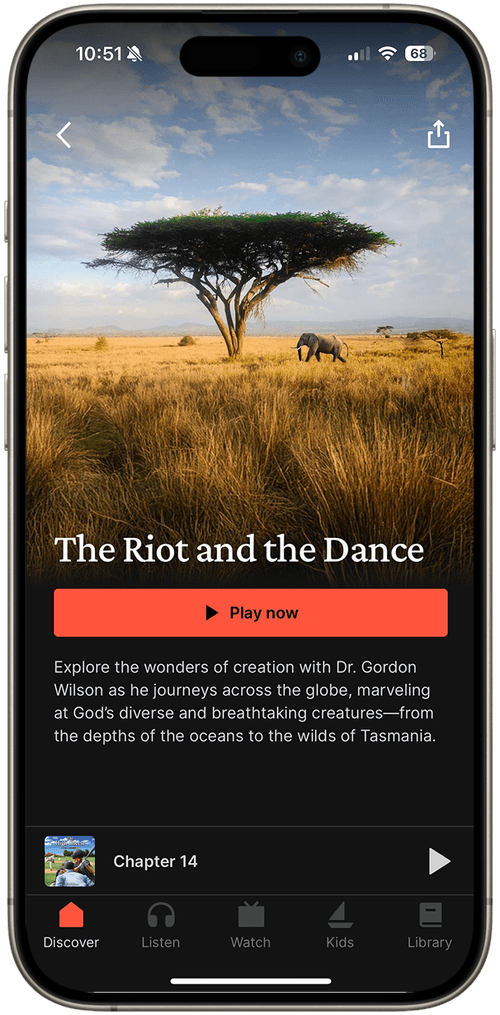 10:51
68
The Riot and the Dance
Play now
Explore the wonders of creation with Dr. Gordon
Wilson as he journeys across the globe, marveling
at God’s diverse and breathtaking creatures—from
the depths of the oceans to the wilds of Tasmania.
Chapter 14
Discover
Listen
Watch
Kids
Library